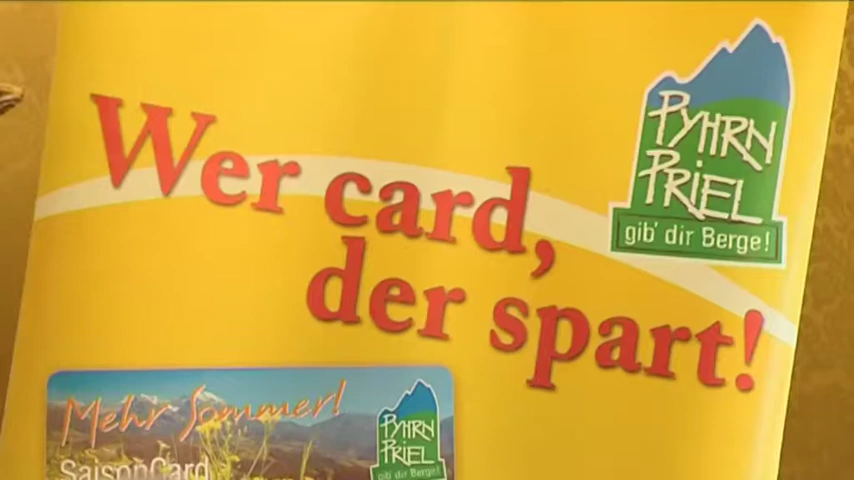 Wer card,
der spart!
PYHRN
PRIEL
gib' dir Berge!
Mehr Sommer!
SaisonCard
PYHRN
PRIEL
gib' dir Berge!